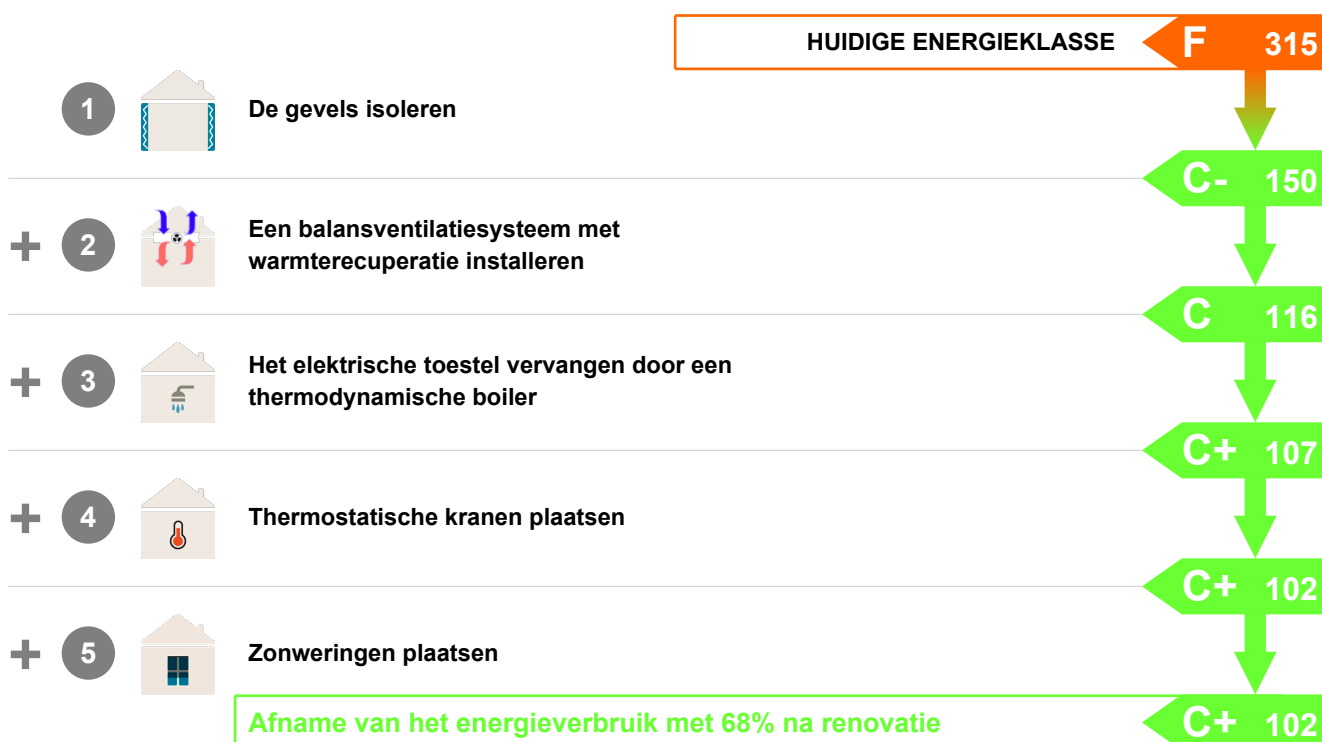 HUIDIGE ENERGIEKLASSE F 315
1 De gevels isoleren
C- 150
+ 2 Een balansventilatiesysteem met
warmterecuperatie installeren
C 116
+ 3 Het elektrische toestel vervangen door een
thermodynamische boiler
C+ 107
+ 4 Thermostatische kranen plaatsen
C+ 102
+ 5 Zonweringen plaatsen
Afname van het energieverbruik met 68% na renovatie C+ 102